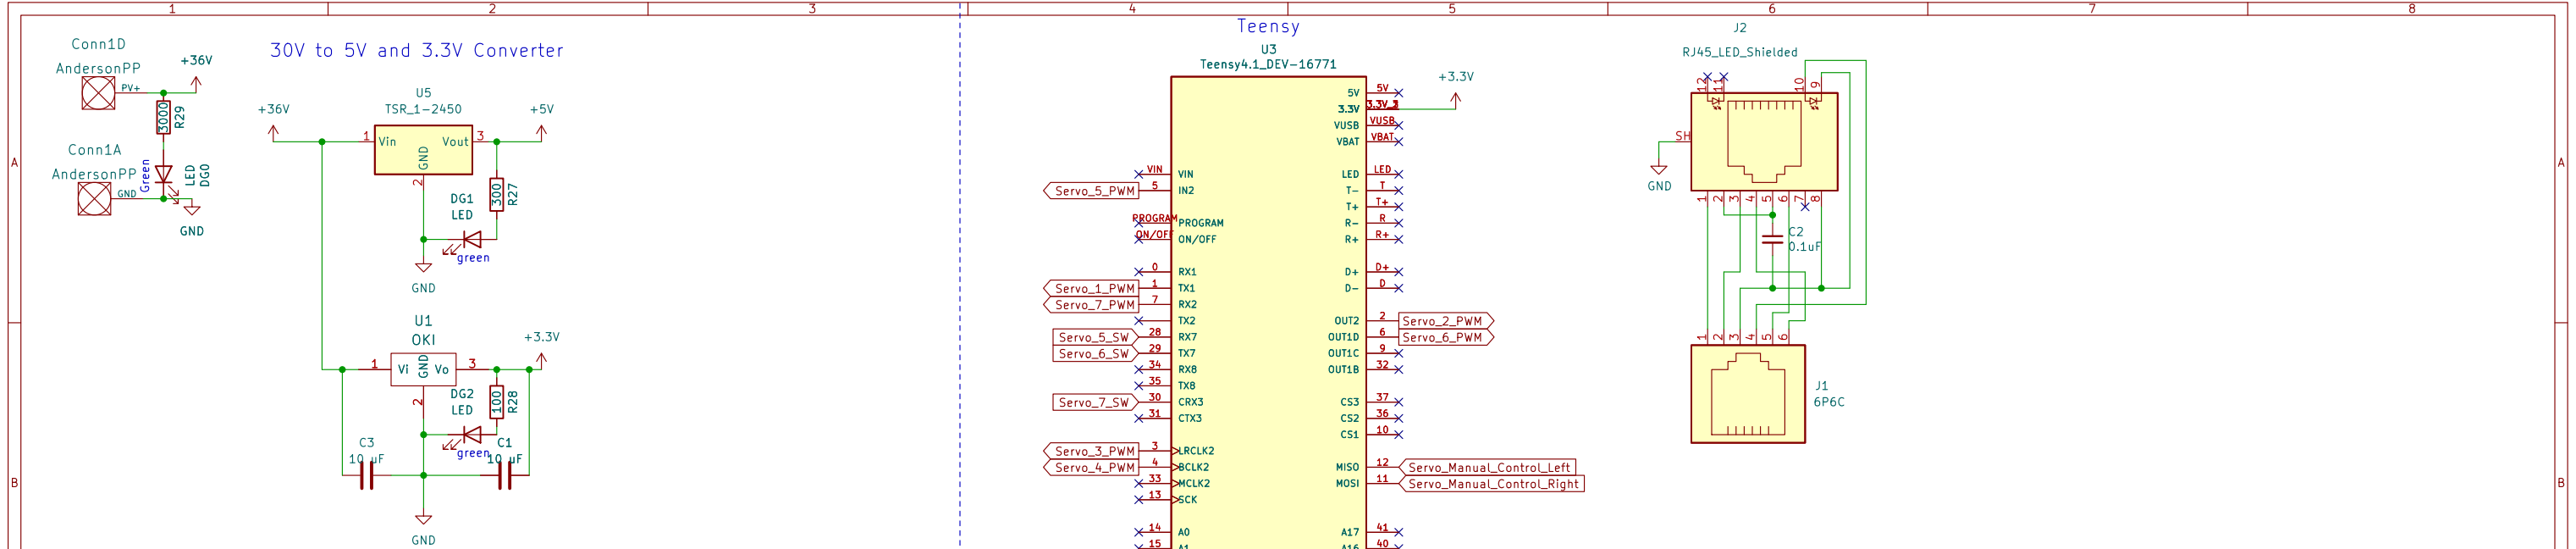 1 2 3 4 5 6 7 8
A
B
Conn1D
AndersonPP
PV+
+36V
3000
R29
Conn1A
AndersonPP
GND
Green
LED
DG0
GND
30V to 5V and 3.3V Converter
+36V
U5
TSR_1-2450
+5V
1 Vin
Vout 3
GND
2
300
R27
DG1
LED
green
GND
U1
OKI
+3.3V
1 Vi
GND
Vo 3
2
100
R28
DG2
LED
green
C3
10 uF
C1
10 uF
GND
Teensy
U3
Teensy4.1_DEV-16771
+3.3V
VIN VIN
Servo_5_PWM 5 IN2
PROGRAM PROGRAM
ON/OFF ON/OFF
0 RX1
Servo_1_PWM 1 TX1
Servo_7_PWM 7 RX2
TX2
Servo_5_SW 28 RX7
Servo_6_SW 29 TX7
34 RX8
35 TX8
Servo_7_SW 30 CRX3
31 CTX3
Servo_3_PWM 3 LRCLK2
Servo_4_PWM 4 BCLK2
33 MCLK2
13 SCK
14 A0
15 A1
5V 5V
3.3V
VUSB VUSB
VBAT VBAT
LED LED
T- T
T+ T+
R- R
R+ R+
D+ D+
D- D
OUT2 2 Servo_2_PWM
OUT1D 6 Servo_6_PWM
OUT1C 9
OUT1B 32
CS3 37
CS2 36
CS1 10
MISO 12 Servo_Manual_Control_Left
MOSI 11 Servo_Manual_Control_Right
A17 41
A16 40
J2
RJ45_LED_Shielded
12 11 10 9
SH
GND
1 2 3 4 5 6 7 8
C2
0.1uF
1 2 3 4 5 6
J1
6P6C
A
B